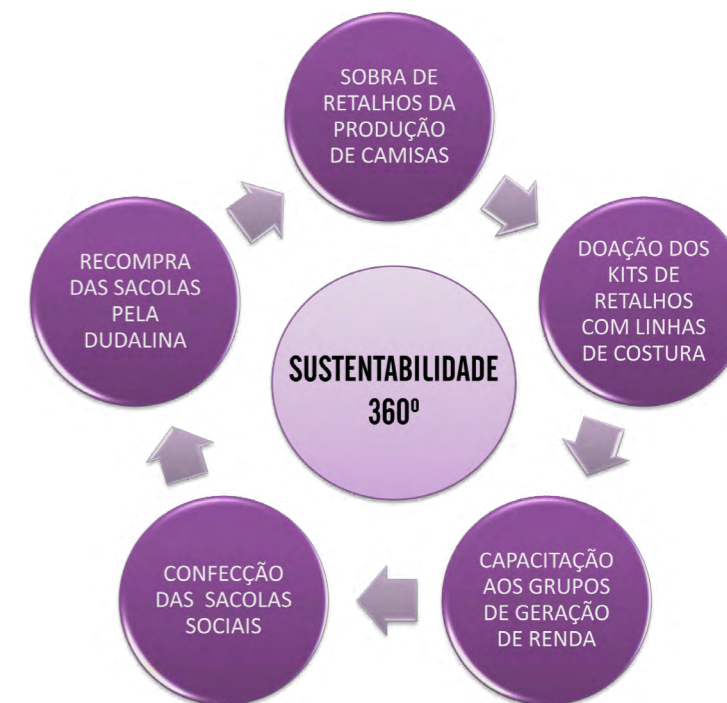 SOBRA DE
RETALHOS DA
PRODUÇÃO
DE CAMISAS
DOAÇÃO DOS
KITS DE
RETALHOS
COM LINHAS
DE COSTURA
CAPACITAÇÃO
AOS GRUPOS
DE GERAÇÃO
DE RENDA
CONFECÇÃO
DAS SACOLAS
SOCIAIS
RECOMPRA
DAS SACOLAS
PELA
DUDALINA
SUSTENTABILIDADE
360º